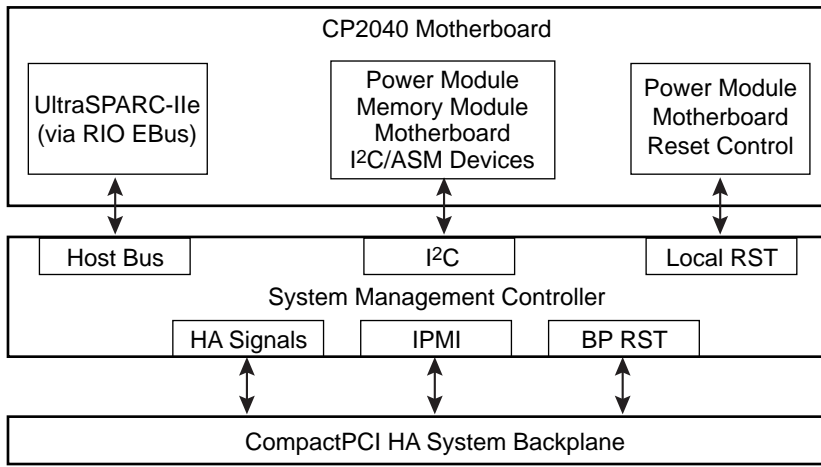 CP2040 Motherboard
UltraSPARC-IIe
(via RIO EBus)
Power Module
Memory Module
Motherboard
I²C/ASM Devices
Power Module
Motherboard
Reset Control
Host Bus
I²C
Local RST
System Management Controller
HA Signals
IPMI
BP RST
CompactPCI HA System Backplane